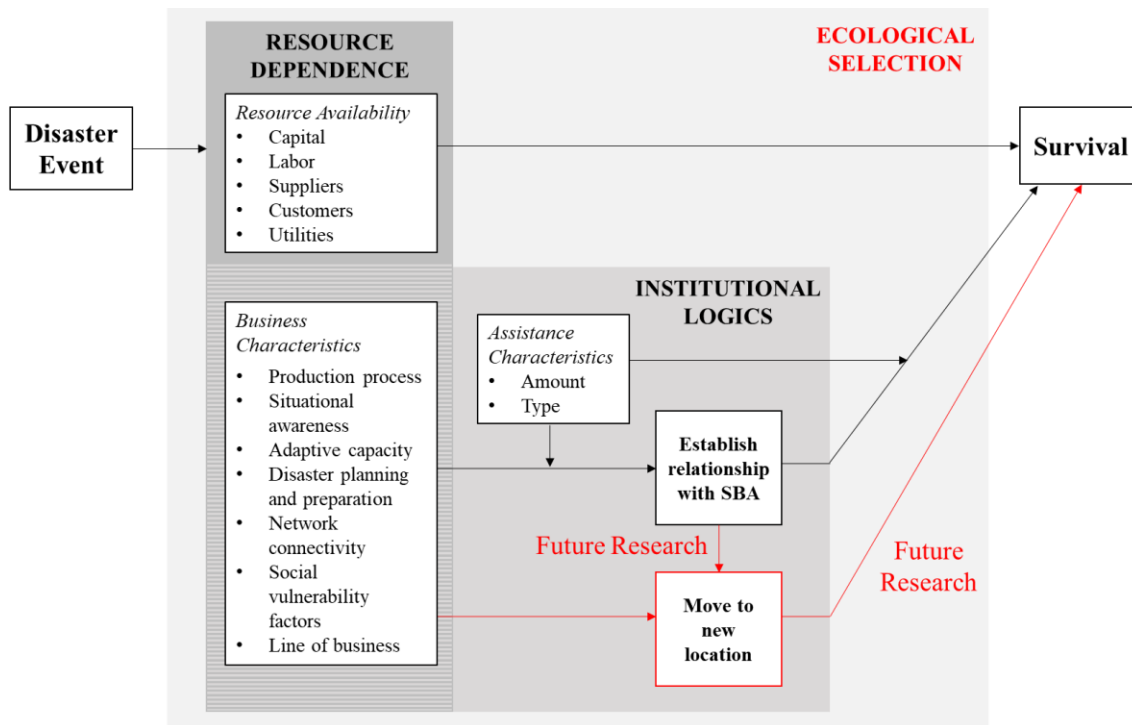 RESOURCE
DEPENDENCE
ECOLOGICAL
SELECTION
Disaster
Event
Resource Availability
• Capital
• Labor
• Suppliers
• Customers
• Utilities
Survival
Business
Characteristics
• Production process
• Situational
awareness
• Adaptive capacity
• Disaster planning
and preparation
• Network
connectivity
• Social
vulnerability
factors
• Line of business
INSTITUTIONAL
LOGICS
Assistance
Characteristics
• Amount
• Type
Establish
relationship
with SBA
Future Research
Move to
new
location
Future
Research